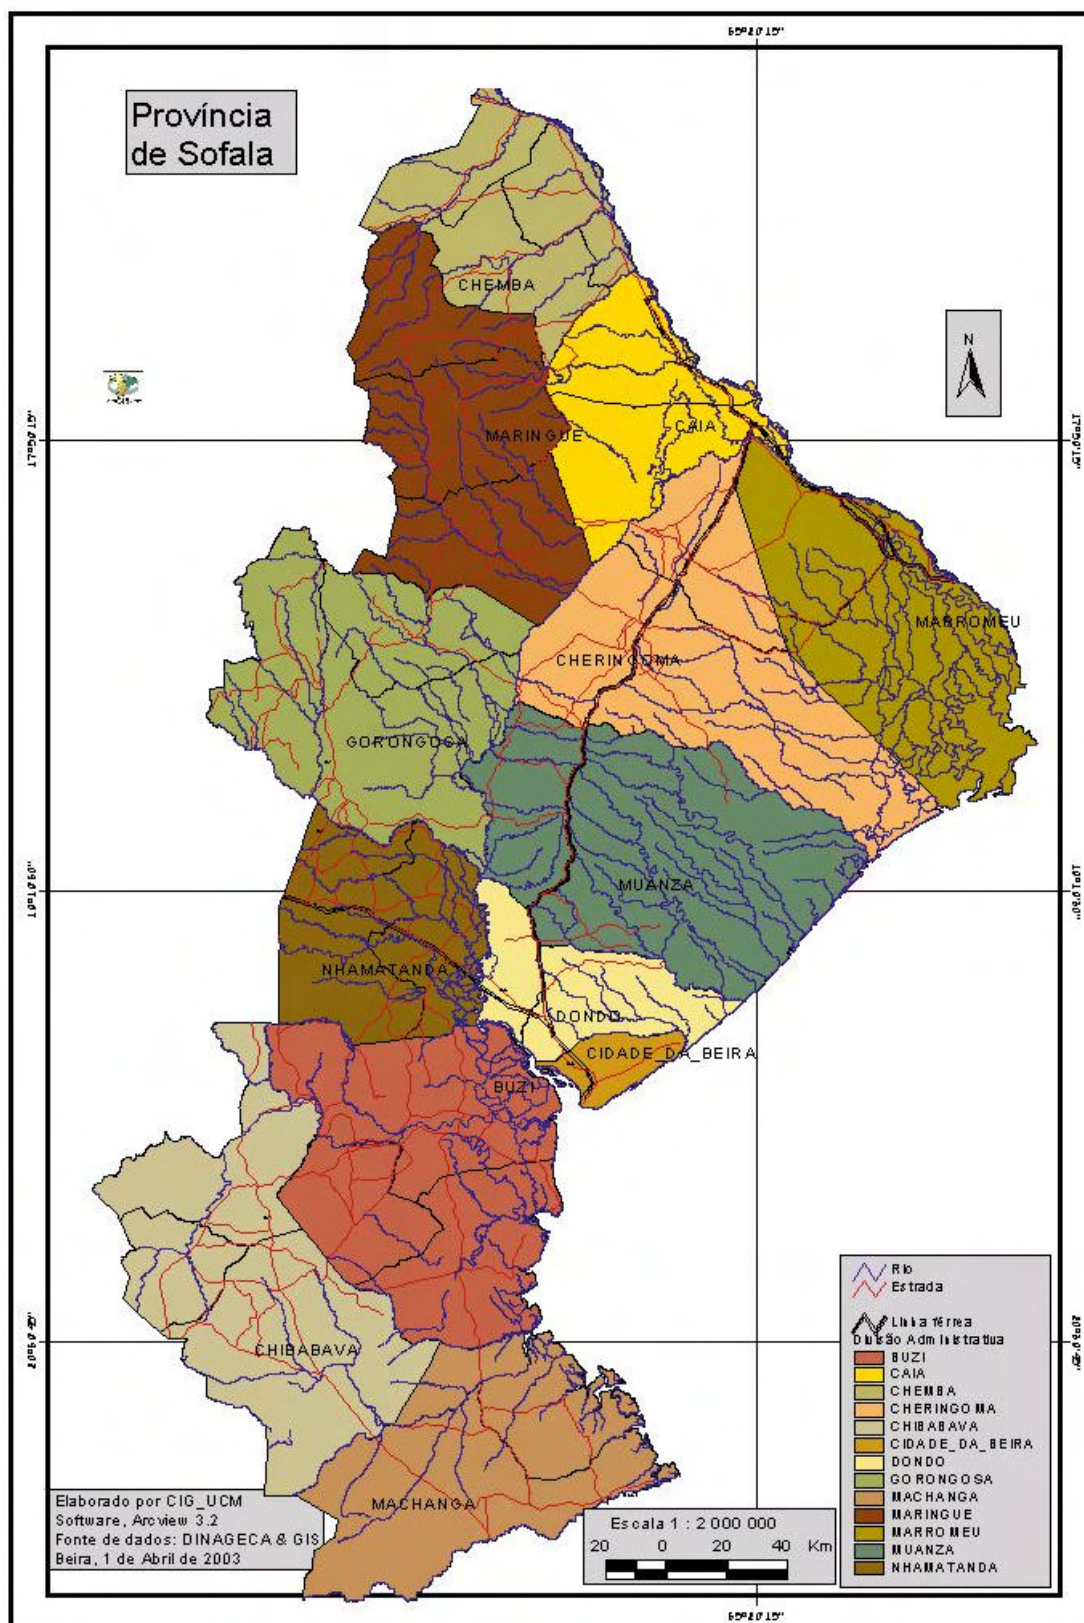 Província
de Sofala
N
CHEMBA
MARINGUE
CAIA
MARROMEU
CHERINGOMA
GORONGOSA
MUANZA
NHAMATANDA
DONDO
CIDADE_DA_BEIRA
BUZI
CHIBABAVA
MACHANGA
Rio
Estrada
Linha férrea
Divisão Administrativa
BUZI
CAIA
CHEMBA
CHERINGOMA
CHIBABAVA
CIDADE_DA_BEIRA
DONDO
GORONGOSA
MACHANGA
MARINGUE
MARROMEU
MUANZA
NHAMATANDA
Elaborado por CIG_UCM
Software, Arcview 3.2
Fonte de dados: DINAGECA & GIS
Beira, 1 de Abril de 2003
Escala 1 : 2 000 000
20 0 20 40 Km